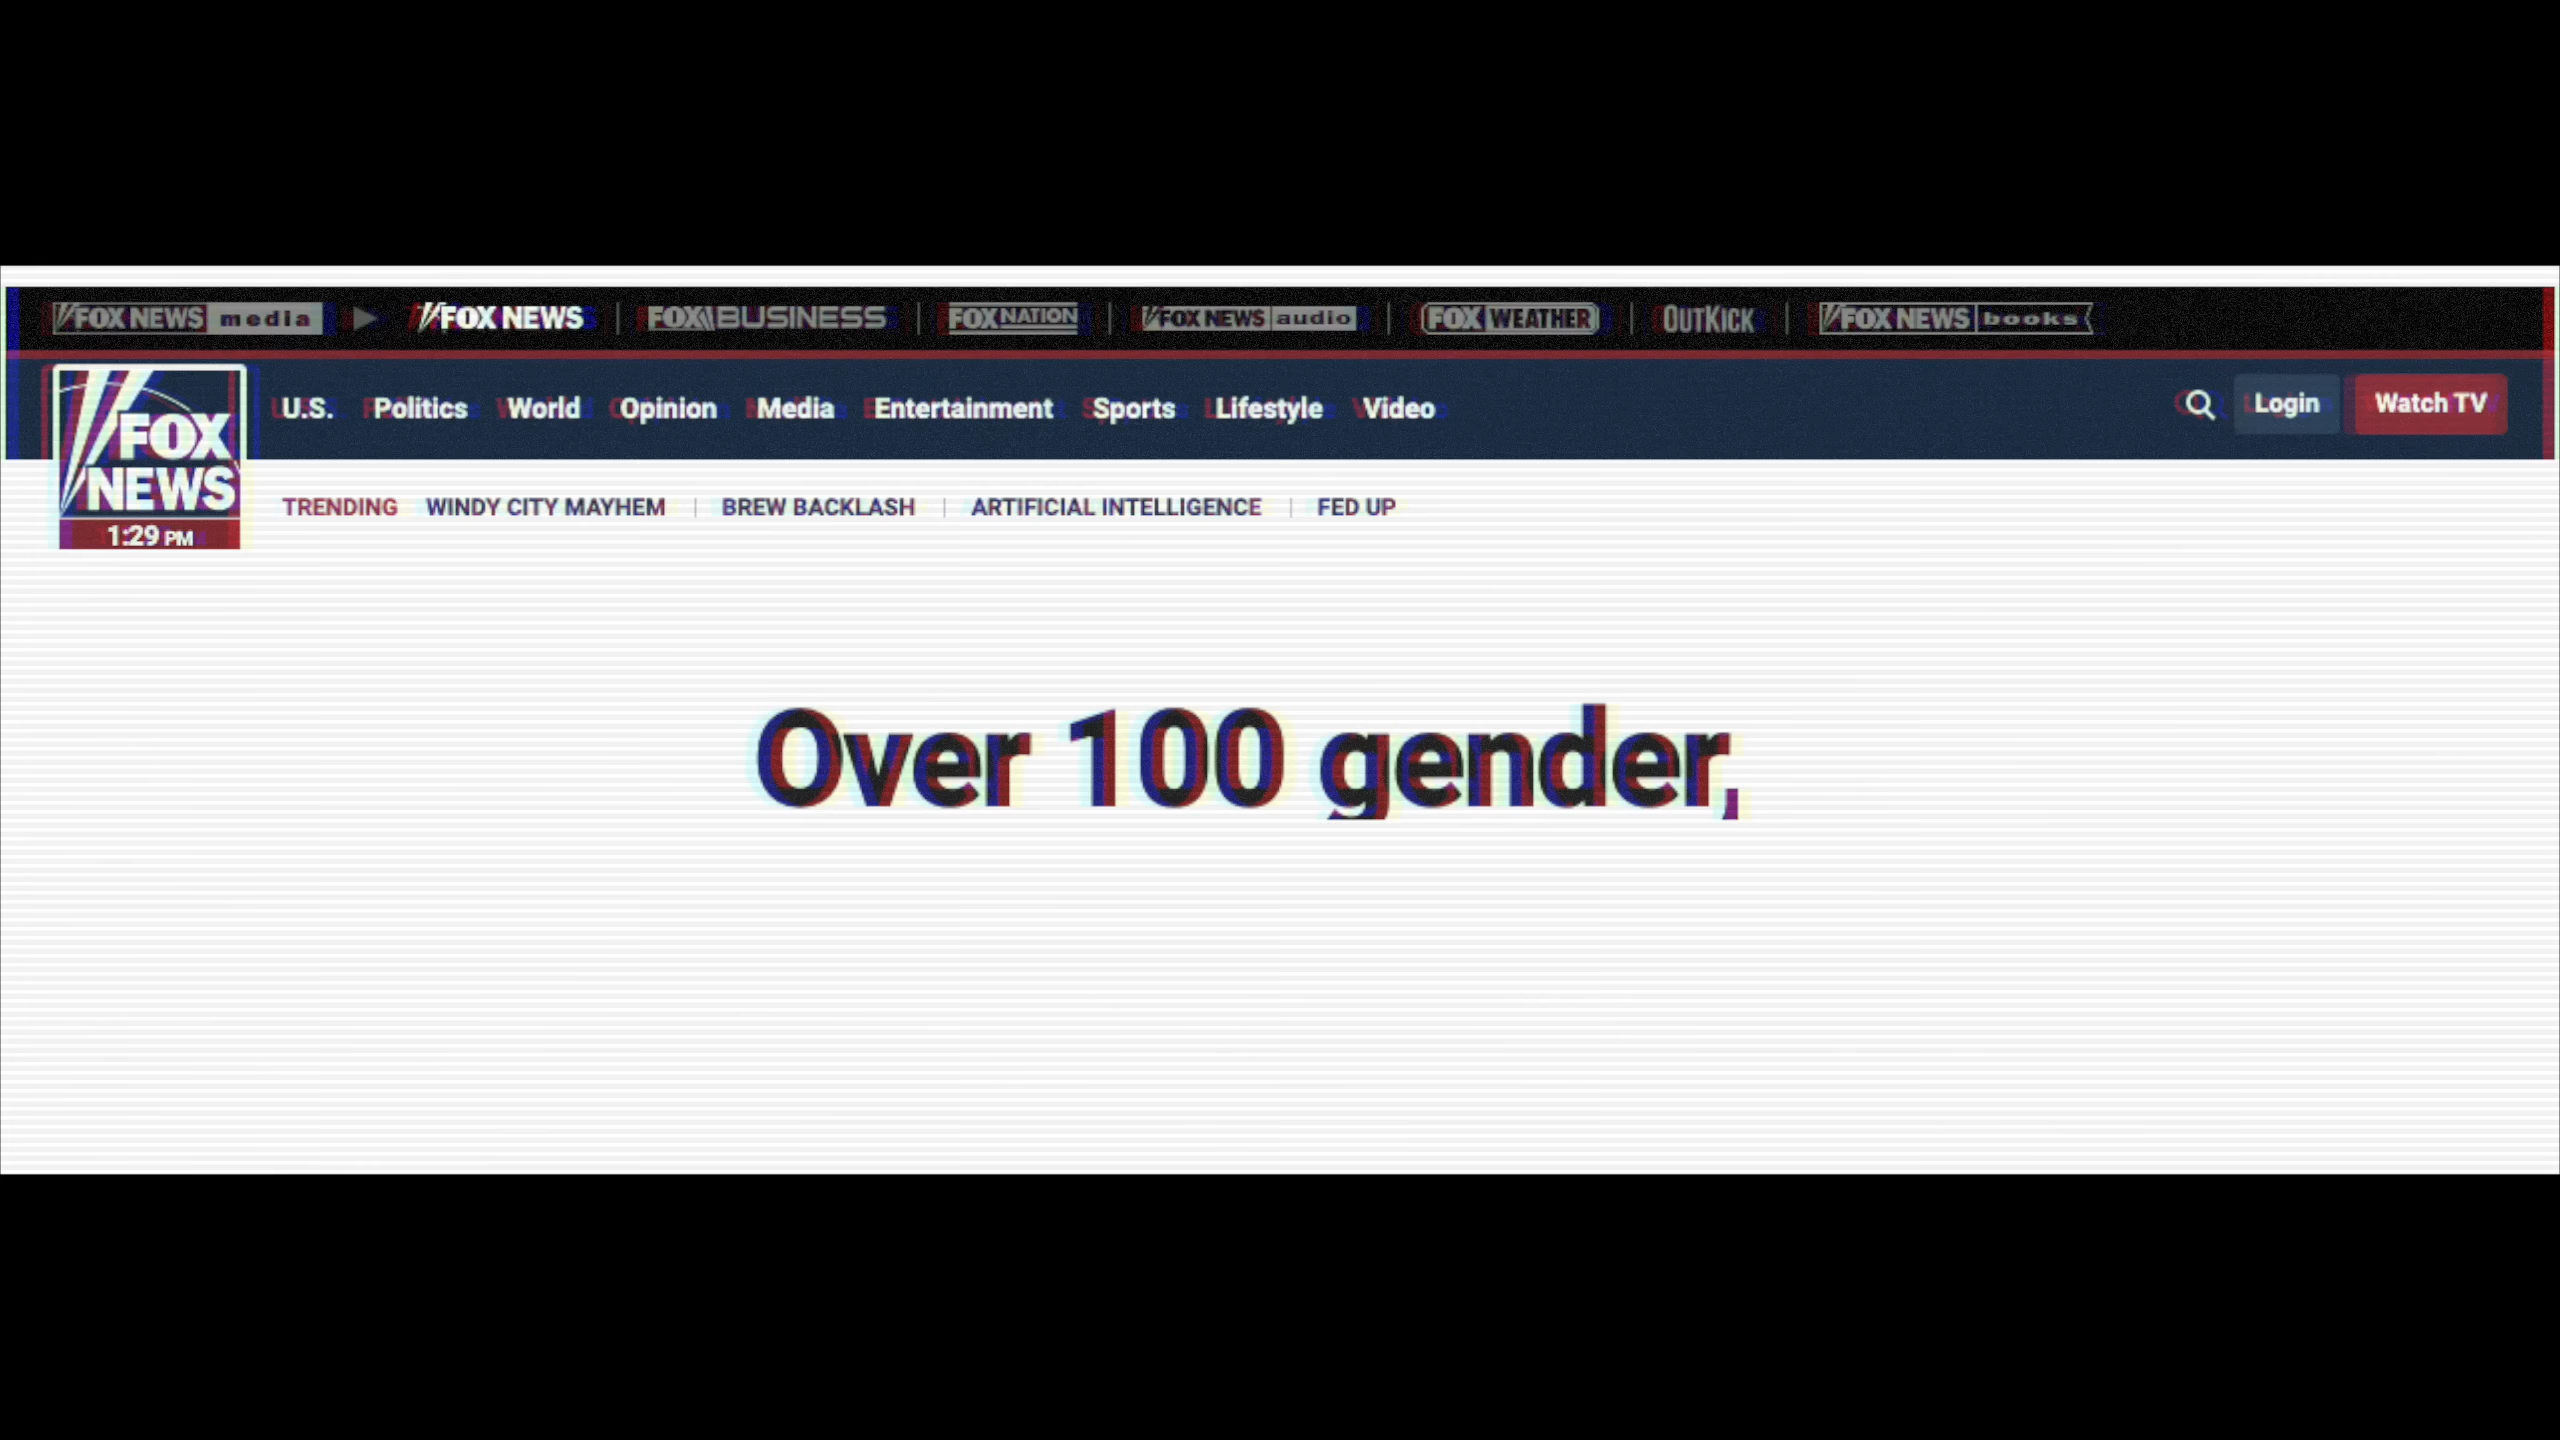 FOX NEWS media FOX NEWS FOX BUSINESS FOX NATION FOX NEWS audio FOX WEATHER OUTKICK FOX NEWS books
U.S. Politics World Opinion Media Entertainment Sports Lifestyle Video Login Watch TV
FOX
NEWS
1:29 PM
TRENDING WINDY CITY MAYHEM BREW BACKLASH ARTIFICIAL INTELLIGENCE FED UP
Over 100 gender,